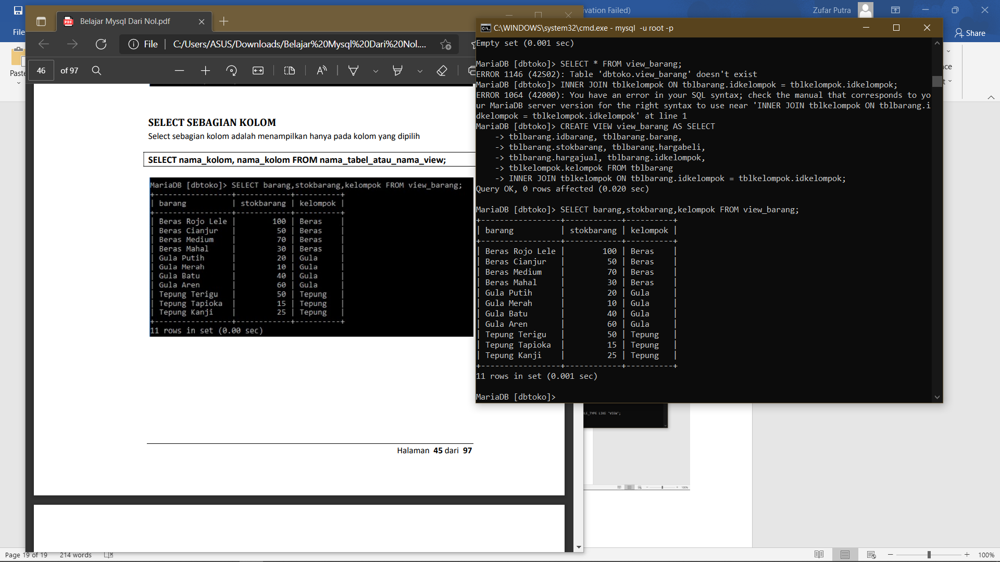 ivation Failed)
Zufar Putra
File
Share
Paste
ce
t
Belajar Mysql Dari Nol.pdf
File
C:/Users/ASUS/Downloads/Belajar%20Mysql%20Dari%20Nol....
46 of 97
SELECT SEBAGIAN KOLOM
Select sebagian kolom adalah menampilkan hanya pada kolom yang dipilih
SELECT nama_kolom, nama_kolom FROM nama_tabel_atau_nama_view;
MariaDB [dbtoko]> SELECT barang,stokbarang,kelompok FROM view_barang;
+-----------------+------------+----------+
| barang | stokbarang | kelompok |
+-----------------+------------+----------+
| Beras Rojo Lele | 100 | Beras |
| Beras Cianjur | 50 | Beras |
| Beras Medium | 70 | Beras |
| Beras Mahal | 30 | Beras |
| Gula Putih | 20 | Gula |
| Gula Merah | 10 | Gula |
| Gula Batu | 40 | Gula |
| Gula Aren | 60 | Gula |
| Tepung Terigu | 50 | Tepung |
| Tepung Tapioka | 15 | Tepung |
| Tepung Kanji | 25 | Tepung |
+-----------------+------------+----------+
11 rows in set (0.00 sec)
Halaman 45 dari 97
C:\WINDOWS\system32\cmd.exe - mysql -u root -p
Empty set (0.001 sec)
MariaDB [dbtoko]> SELECT * FROM view_barang;
ERROR 1146 (42S02): Table 'dbtoko.view_barang' doesn't exist
MariaDB [dbtoko]> INNER JOIN tblkelompok ON tblbarang.idkelompok = tblkelompok.idkelompok;
ERROR 1064 (42000): You have an error in your SQL syntax; check the manual that corresponds to yo
ur MariaDB server version for the right syntax to use near 'INNER JOIN tblkelompok ON tblbarang.i
dkelompok = tblkelompok.idkelompok' at line 1
MariaDB [dbtoko]> CREATE VIEW view_barang AS SELECT
-> tblbarang.idbarang, tblbarang.barang,
-> tblbarang.stokbarang, tblbarang.hargabeli,
-> tblbarang.hargajual, tblbarang.idkelompok,
-> tblkelompok.kelompok FROM tblbarang
-> INNER JOIN tblkelompok ON tblbarang.idkelompok = tblkelompok.idkelompok;
Query OK, 0 rows affected (0.020 sec)
MariaDB [dbtoko]> SELECT barang,stokbarang,kelompok FROM view_barang;
+-----------------+------------+----------+
| barang | stokbarang | kelompok |
+-----------------+------------+----------+
| Beras Rojo Lele | 100 | Beras |
| Beras Cianjur | 50 | Beras |
| Beras Medium | 70 | Beras |
| Beras Mahal | 30 | Beras |
| Gula Putih | 20 | Gula |
| Gula Merah | 10 | Gula |
| Gula Batu | 40 | Gula |
| Gula Aren | 60 | Gula |
| Tepung Terigu | 50 | Tepung |
| Tepung Tapioka | 15 | Tepung |
| Tepung Kanji | 25 | Tepung |
+-----------------+------------+----------+
11 rows in set (0.001 sec)
MariaDB [dbtoko]>
LE_TYPE LIKE 'VIEW';
100%
Page 19 of 19
214 words
100%